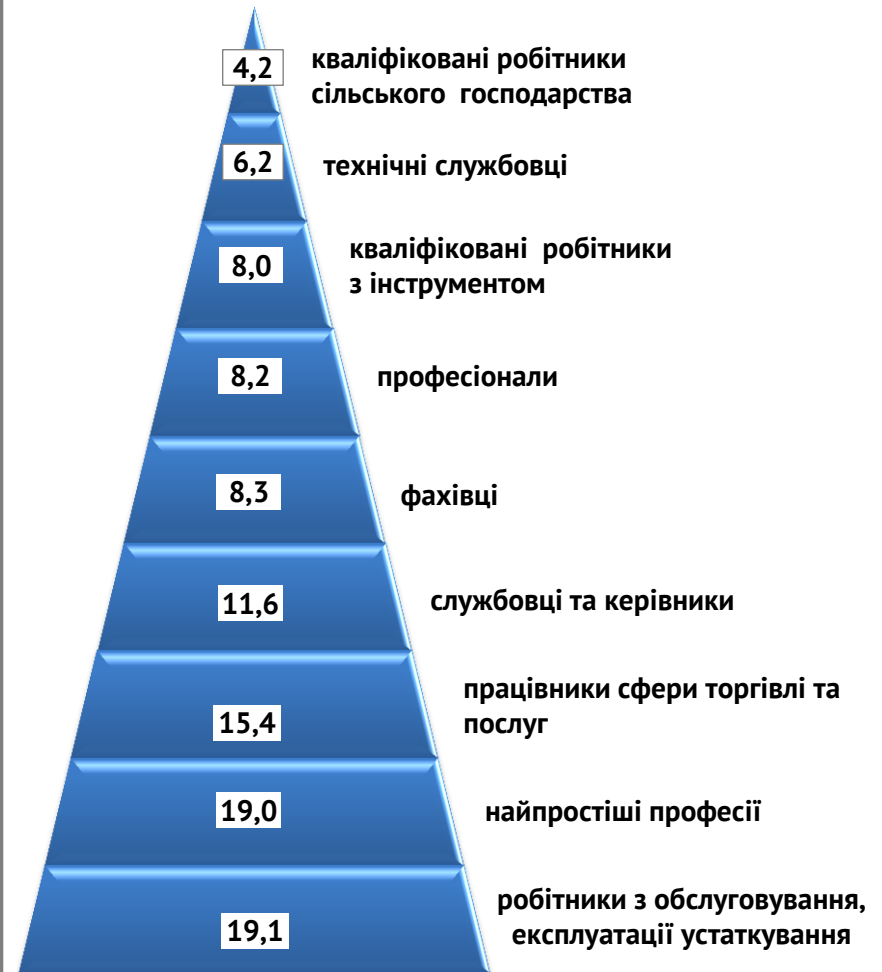 4,2
кваліфіковані робітники
сільського господарства
6,2
технічні службовці
8,0
кваліфіковані робітники
з інструментом
8,2
професіонали
8,3
фахівці
11,6
службовці та керівники
15,4
працівники сфери торгівлі та
послуг
19,0
найпростіші професії
19,1
робітники з обслуговування,
експлуатації устаткування